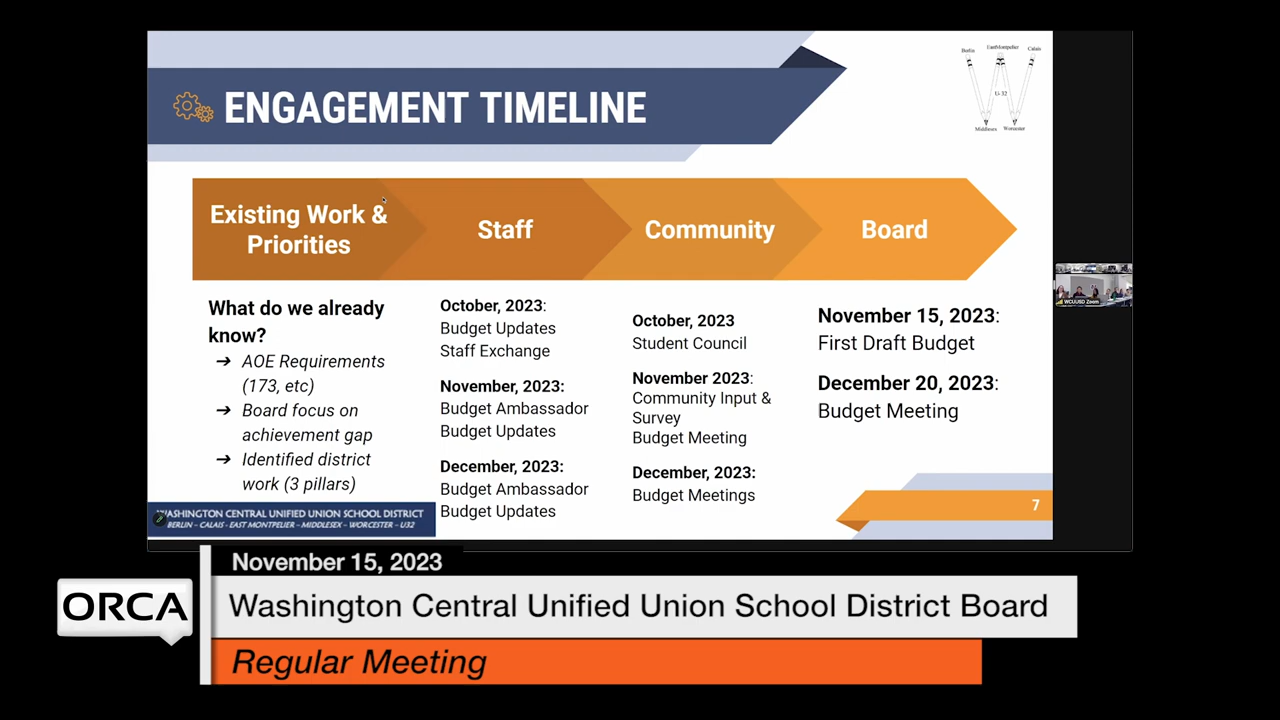 ENGAGEMENT TIMELINE
Berlin
EastMontpelier
Calais
U-32
Middlesex
Worcester
Existing Work &
Priorities
Staff
Community
Board
What do we already
know?
➔ AOE Requirements
(173, etc)
➔ Board focus on
achievement gap
➔ Identified district
work (3 pillars)
October, 2023:
Budget Updates
Staff Exchange
November, 2023:
Budget Ambassador
Budget Updates
December, 2023:
Budget Ambassador
Budget Updates
October, 2023
Student Council
November 2023:
Community Input &
Survey
Budget Meeting
December, 2023:
Budget Meetings
November 15, 2023:
First Draft Budget
December 20, 2023:
Budget Meeting
7
WASHINGTON CENTRAL UNIFIED UNION SCHOOL DISTRICT
BERLIN – CALAIS - EAST MONTPELIER – MIDDLESEX – WORCESTER – U32
WCUUSD Zoom
November 15, 2023
ORCA
Washington Central Unified Union School District Board
Regular Meeting